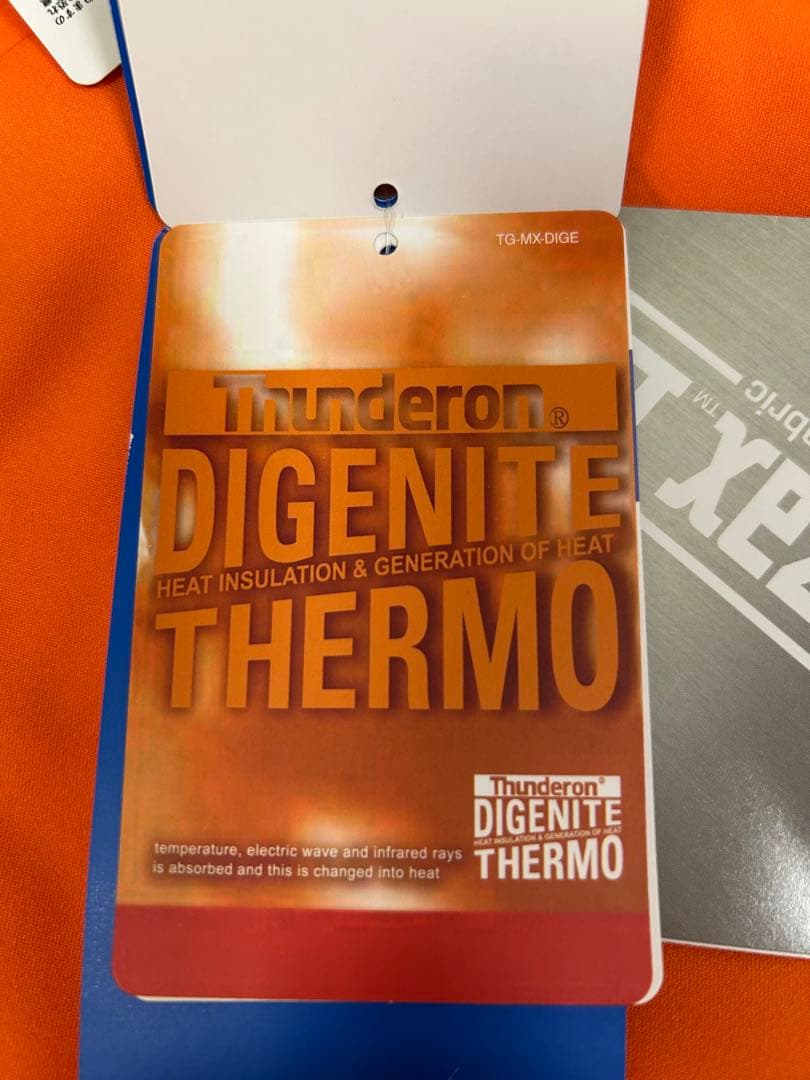 TG-MX-DIGE
Thunderon®
DIGENITE
HEAT INSULATION & GENERATION OF HEAT
THERMO
Thunderon®
DIGENITE
HEAT INSULATION & GENERATION OF HEAT
THERMO
temperature, electric wave and infrared rays
is absorbed and this is changed into heat